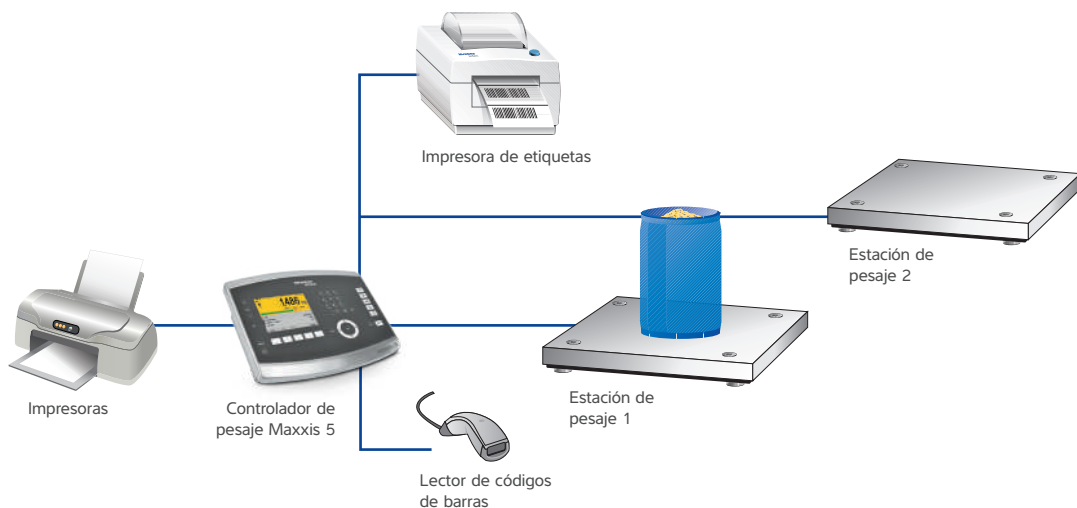 Impresora de etiquetas
Estación de
pesaje 2
Impresoras
Controlador de
pesaje Maxxis 5
Estación de
pesaje 1
Lector de códigos
de barras